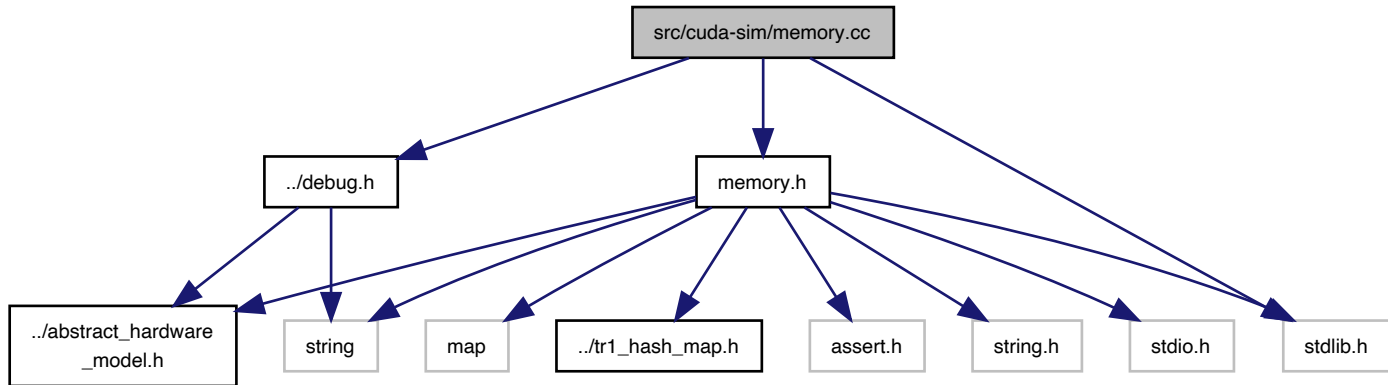 src/cuda-sim/memory.cc
../debug.h
memory.h
../abstract_hardware
_model.h
string
map
../tr1_hash_map.h
assert.h
string.h
stdio.h
stdlib.h